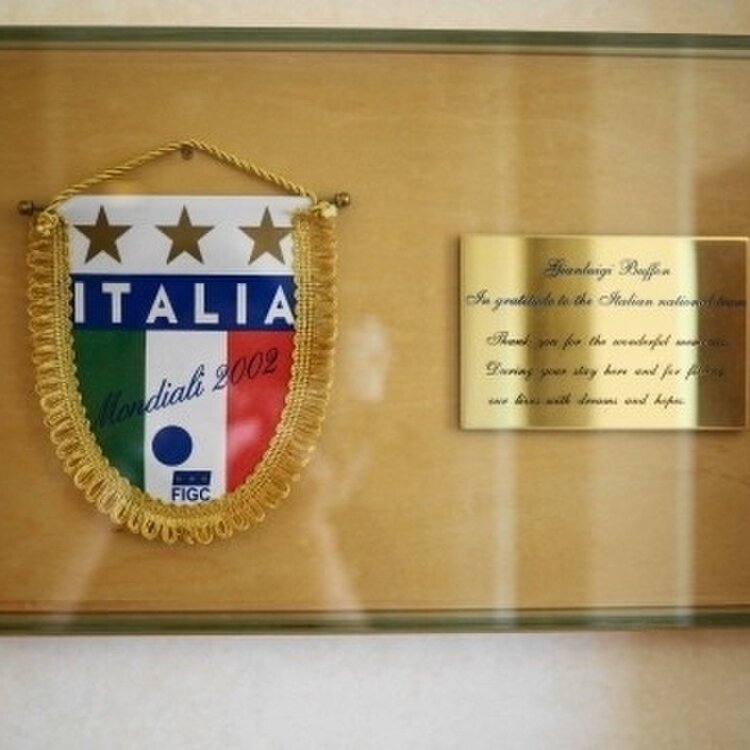 ITALIA
Mondiali 2002
FIGC
Gianluigi Buffon
In gratitude to the Italian national team
Thank you for the wonderful moments.
During your stay here and for filling
our lives with dreams and hopes.